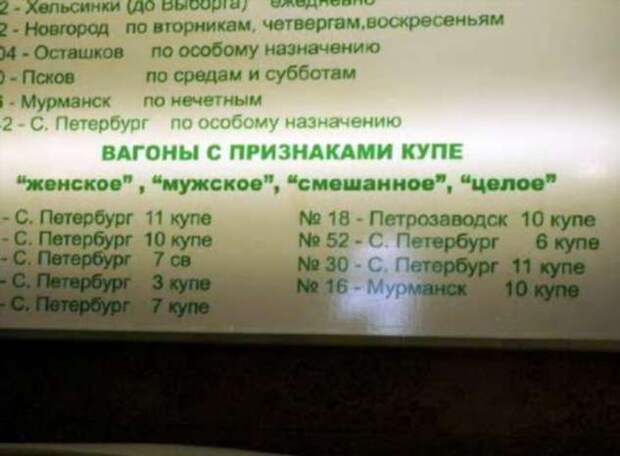 2 - Хельсинки (до Выборга) ежедневно
2 - Новгород по вторникам, четвергам,воскресеньям
04 - Осташков по особому назначению
0 - Псков по средам и субботам
6 - Мурманск по нечетным
42 - С. Петербург по особому назначению
ВАГОНЫ С ПРИЗНАКАМИ КУПЕ
“женское” , “мужское”, “смешанное”, “целое”
- С. Петербург 11 купе
- С. Петербург 10 купе
- С. Петербург 7 св
- С. Петербург 3 купе
- С. Петербург 7 купе
№ 18 - Петрозаводск 10 купе
№ 52 - С. Петербург 6 купе
№ 30 - С. Петербург 11 купе
№ 16 - Мурманск 10 купе